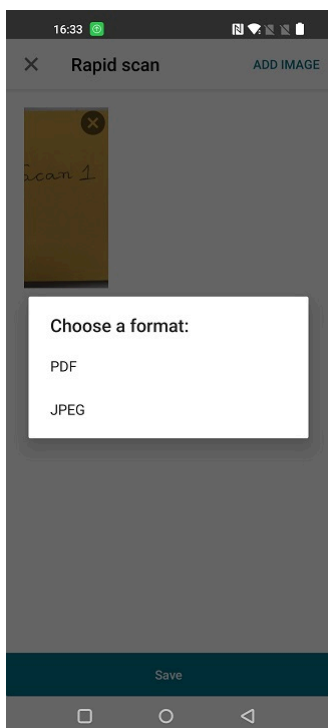 16:33
Rapid scan
ADD IMAGE
Scan 1
Choose a format:
PDF
JPEG
Save